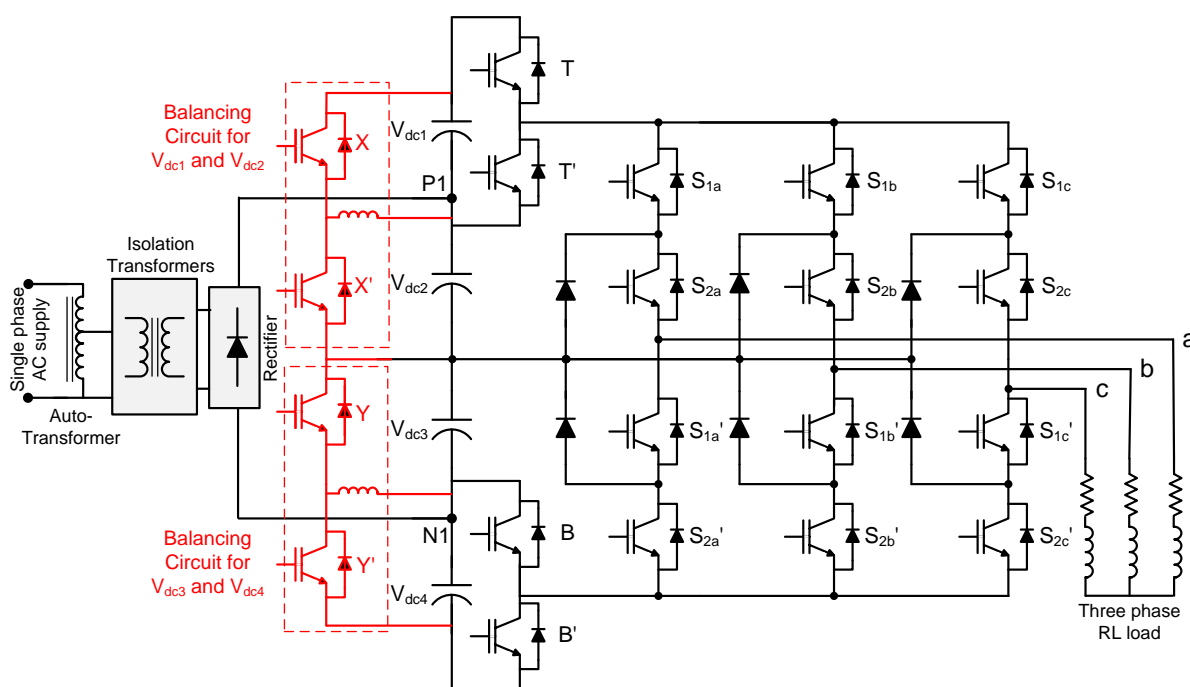 Balancing
Circuit for
Vdc1 and Vdc2
X
X'
Vdc1
P1
Vdc2
T
T'
S1a
S1b
S1c
S2a
S2b
S2c
Isolation
Transformers
Single phase
AC supply
Rectifier
Auto-
Transformer
a
b
c
Y
Y'
Vdc3
N1
Vdc4
Balancing
Circuit for
Vdc3 and Vdc4
B
B'
S1a'
S1b'
S1c'
S2a'
S2b'
S2c'
Three phase
RL load